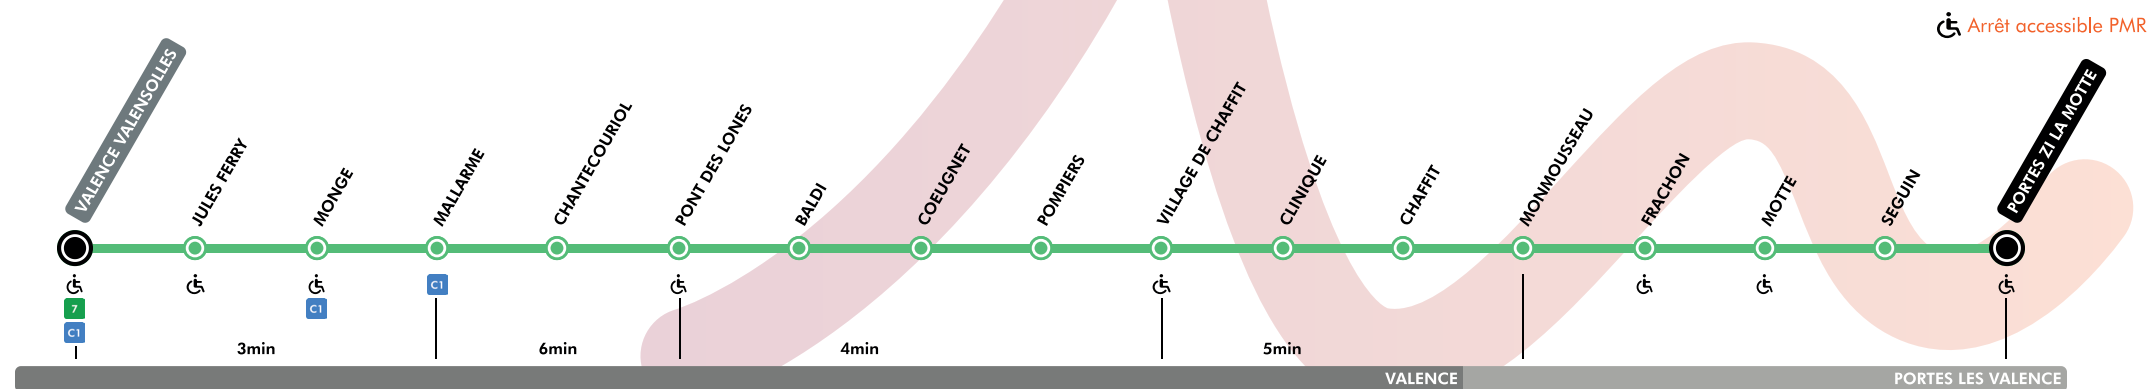 Arrêt accessible PMR
VALENCE VALENSOLLES
JULES FERRY
MONGE
MALLARME
CHANTECOURIOL
PONT DES LONES
BALDI
COEUGNET
POMPIERS
VILLAGE DE CHAFFIT
CLINIQUE
CHAFFIT
MONMOUSSEAU
FRACHON
MOTTE
SEGUIN
PORTES ZI LA MOTTE
7
C1
C1
C1
3min
6min
4min
5min
VALENCE
PORTES LES VALENCE